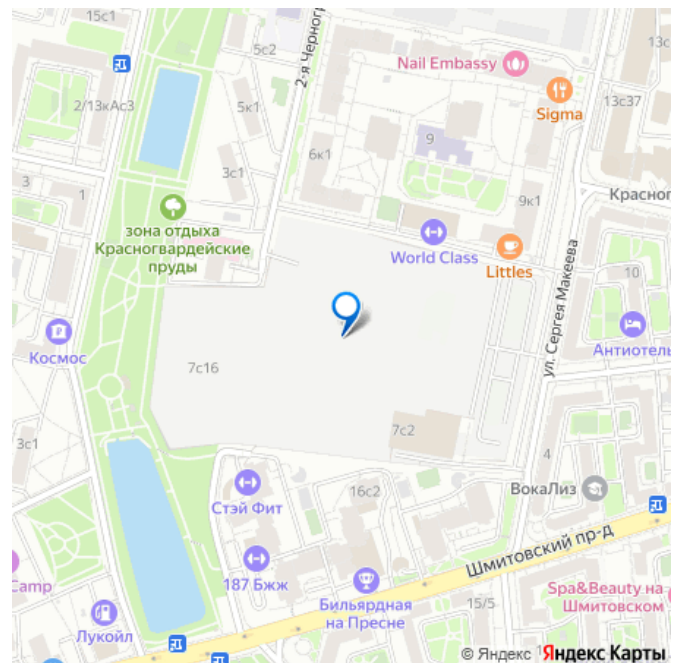 15с1
5с2
2-я Черног
Nail Embassy
13с
Sigma
13с37
2/13кАс3
5к1
9
6к1
3с1
3
1
9к1
Красног
зона отдыха
Красногвардейские
пруды
World Class
Littles
ул. Сергея Макеева
10
Космос
Антиотель
7с16
7с2
3с1
4
16с2
ВокаЛиз
Стэй Фит
Шмитовский пр-д
187 Бжж
Camp
Бильярдная
на Пресне
15/5
Spa&Beauty на
Шмитовском
Лукойл
© Яндекс
Яндекс Карты